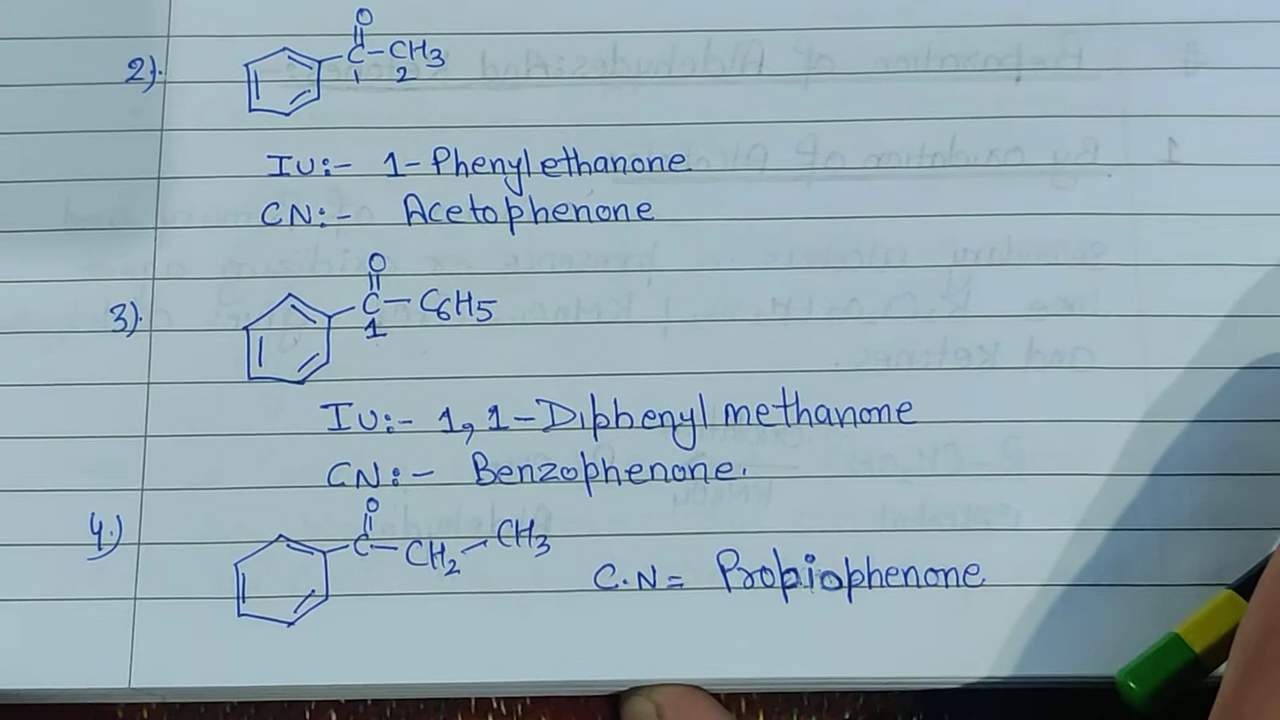 2).
O
C-CH3
1 2
IU:- 1-Phenylethanone
CN:- Acetophenone
O
3).
C-C6H5
1
IU:- 1,1-Diphenyl methanone
CN:- Benzophenone.
4.)
O
C-CH2-CH3
C.N= Propiophenone